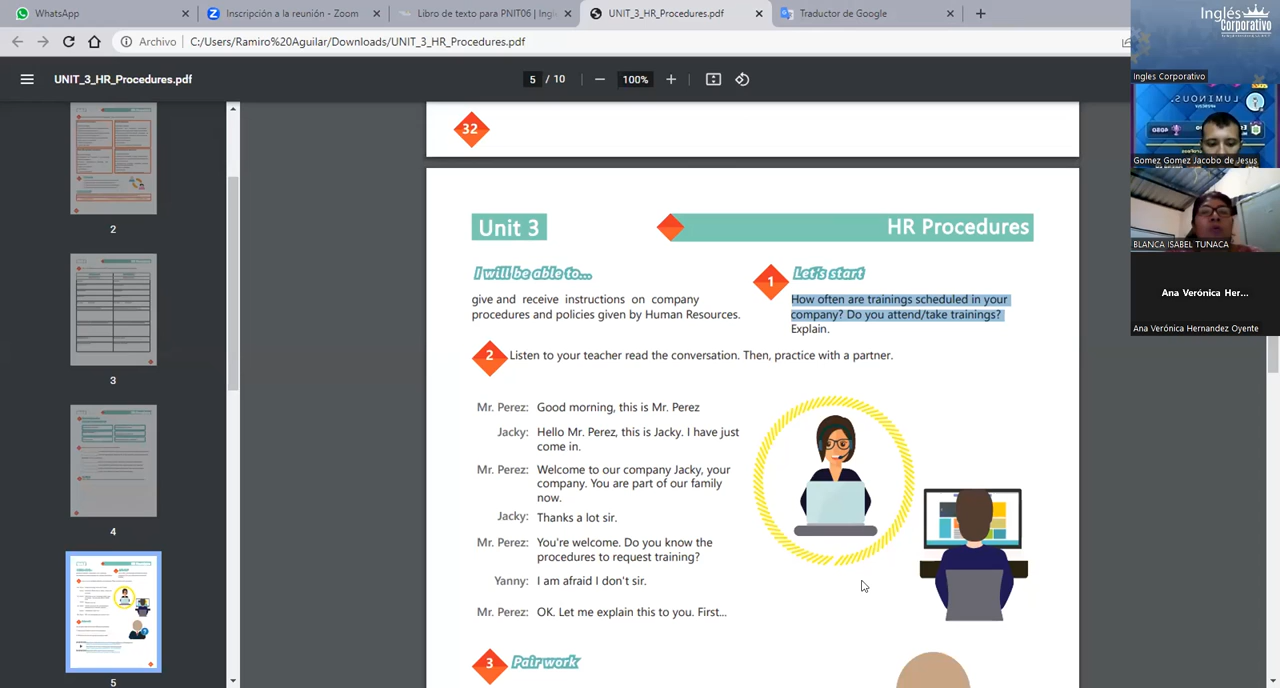 WhatsApp
Inscripción a la reunión - Zoom
Libro de texto para PNIT06 | Ingl
UNIT_3_HR_Procedures.pdf
Traductor de Google
Archivo
C:/Users/Ramiro%20Aguilar/Downloads/UNIT_3_HR_Procedures.pdf
UNIT_3_HR_Procedures.pdf
5 / 10
100%
Inglés
Corporativo
Ingles Corporativo
LUMINOUS.
Gomez Gomez Jacobo de Jesus
BLANCA ISABEL TUNACA
Ana Verónica Her...
Ana Verónica Hernandez Oyente
2
3
4
5
32
Unit 3
HR Procedures
I will be able to...
give and receive instructions on company
procedures and policies given by Human Resources.
1
Let's start
How often are trainings scheduled in your
company? Do you attend/take trainings?
Explain.
2
Listen to your teacher read the conversation. Then, practice with a partner.
Mr. Perez: Good morning, this is Mr. Perez
Jacky: Hello Mr. Perez, this is Jacky. I have just
come in.
Mr. Perez: Welcome to our company Jacky, your
company. You are part of our family
now.
Jacky: Thanks a lot sir.
Mr. Perez: You're welcome. Do you know the
procedures to request training?
Yanny: I am afraid I don't sir.
Mr. Perez: OK. Let me explain this to you. First...
3
Pair work